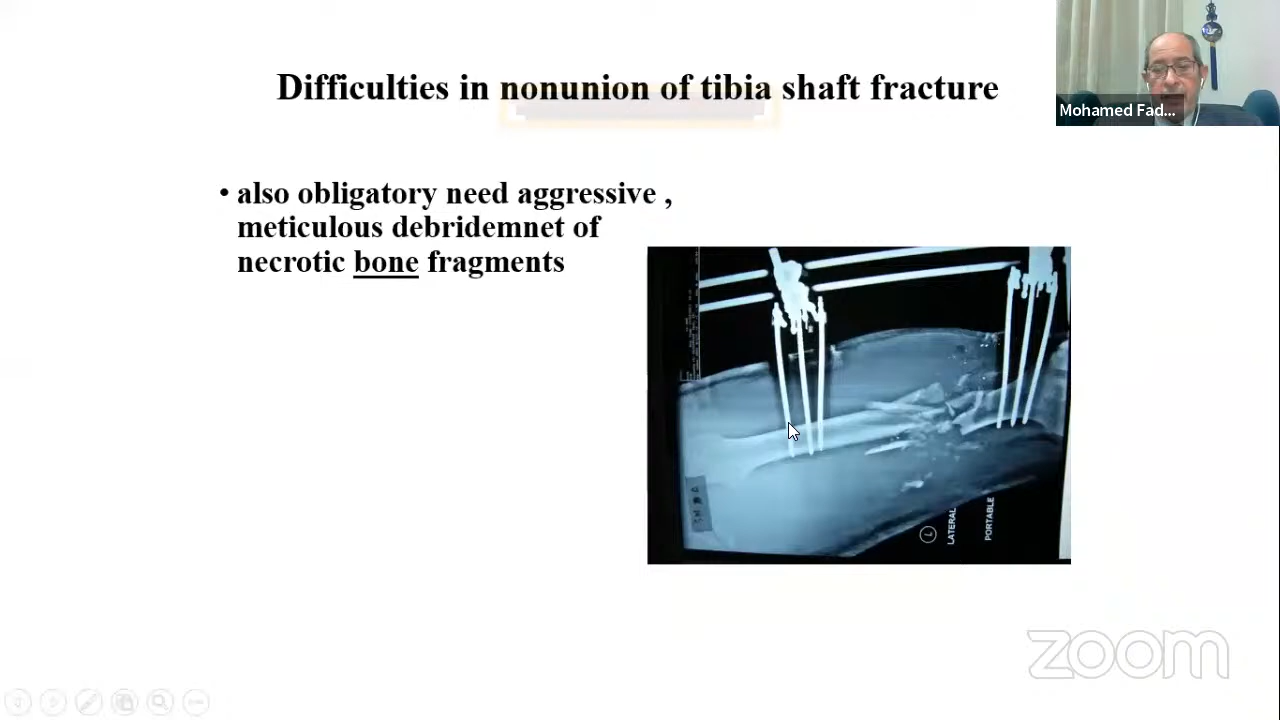 Difficulties in nonunion of tibia shaft fracture
Mohamed Fad...
• also obligatory need aggressive ,
meticulous debridemnet of
necrotic bone fragments
L
LATERAL
PORTABLE
zoom